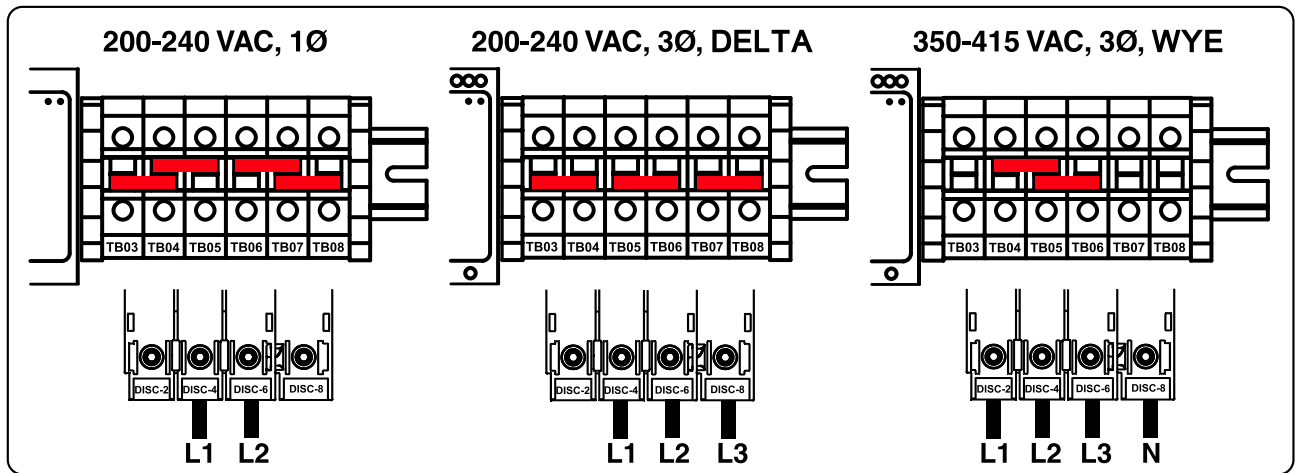 200-240 VAC, 1Ø
TB03 TB04 TB05 TB06 TB07 TB08
DISC-2 DISC-4 DISC-6 DISC-8
L1 L2
200-240 VAC, 3Ø, DELTA
TB03 TB04 TB05 TB06 TB07 TB08
DISC-2 DISC-4 DISC-6 DISC-8
L1 L2 L3
350-415 VAC, 3Ø, WYE
TB03 TB04 TB05 TB06 TB07 TB08
DISC-2 DISC-4 DISC-6 DISC-8
L1 L2 L3 N